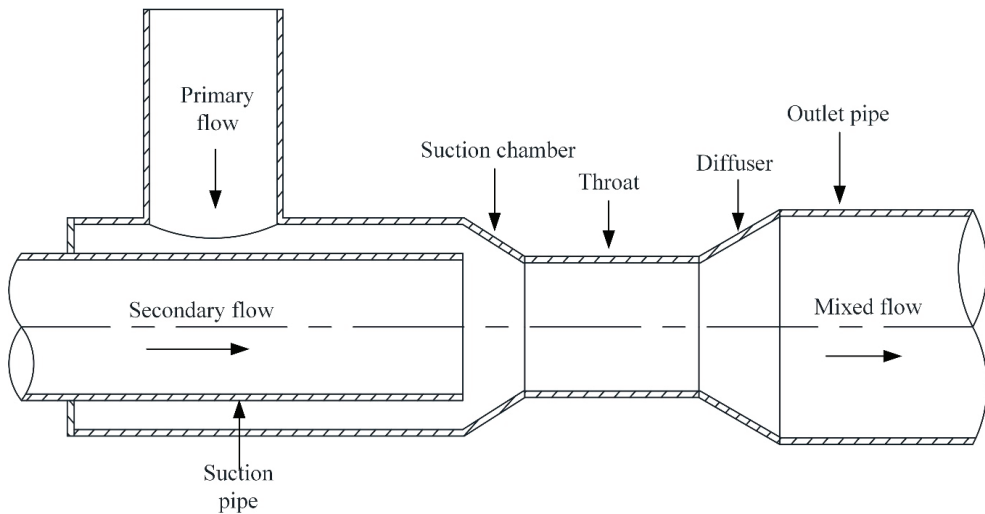 Primary
flow
Suction chamber
Throat
Diffuser
Outlet pipe
Secondary flow
Mixed flow
Suction
pipe